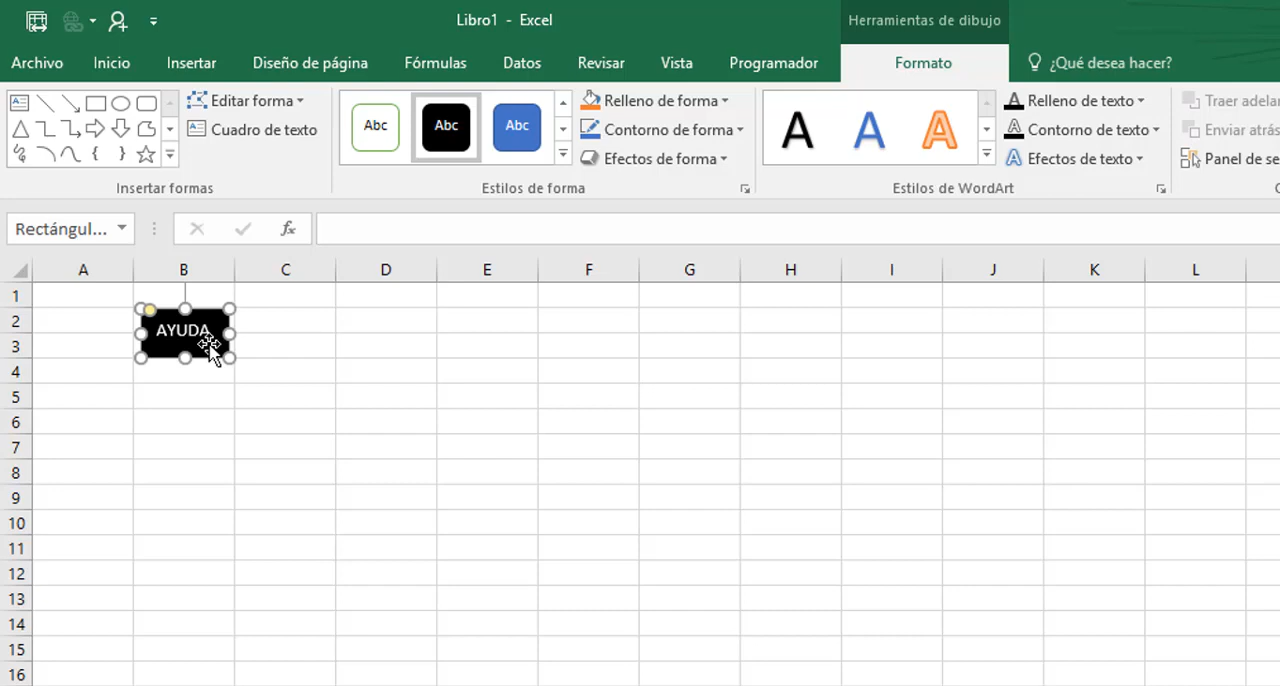 Libro1 - Excel
Herramientas de dibujo
Archivo Inicio Insertar Diseño de página Fórmulas Datos Revisar Vista Programador Formato ¿Qué desea hacer?
Editar forma
Cuadro de texto
Insertar formas
Abc Abc Abc
Relleno de forma
Contorno de forma
Efectos de forma
Estilos de forma
A A A
Relleno de texto
Contorno de texto
Efectos de texto
Estilos de WordArt
Traer
Enviar atrás
Panel de
Rectángul... fx
A B C D E F G H I J K L
1
2
AYUDA
3
4
5
6
7
8
9
10
11
12
13
14
15
16